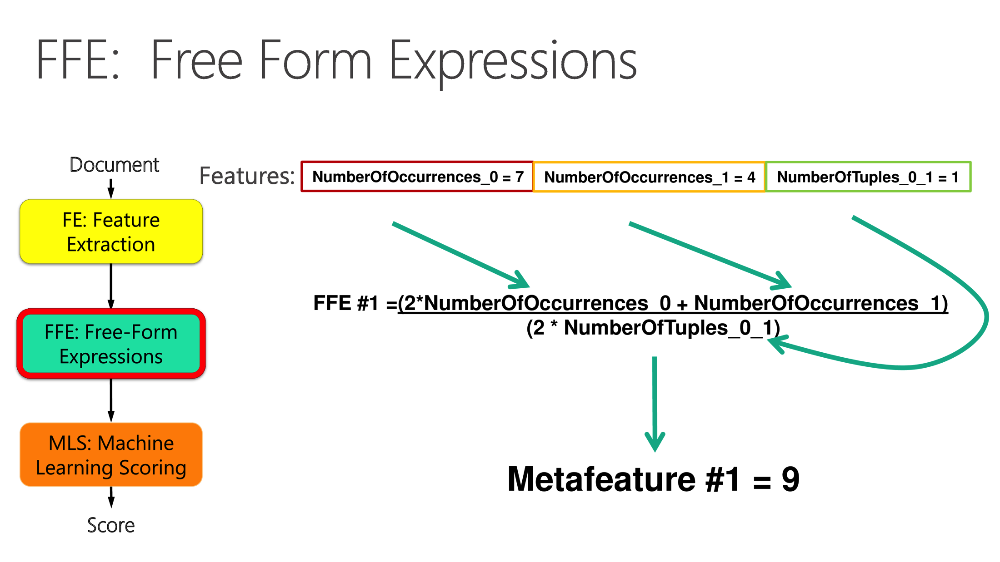 FFE: Free Form Expressions
Document
FE: Feature
Extraction
FFE: Free-Form
Expressions
MLS: Machine
Learning Scoring
Score
Features:
NumberOfOccurrences_0 = 7
NumberOfOccurrences_1 = 4
NumberOfTuples_0_1 = 1
FFE #1 =(2*NumberOfOccurrences_0 + NumberOfOccurrences_1)
(2 * NumberOfTuples_0_1)
Metafeature #1 = 9